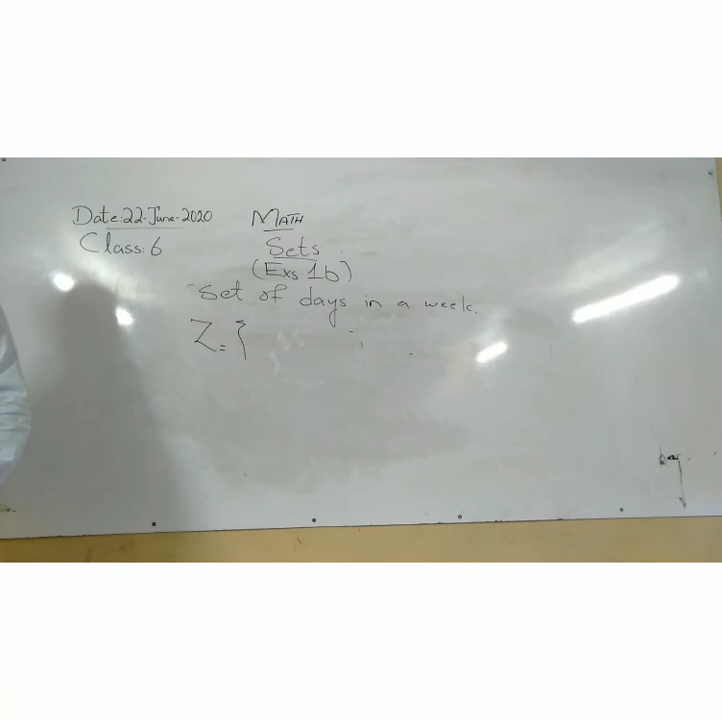 Date:22-June-2020 MATH
Class:6 Sets
(Exs 1b)
Set of days in a week.
Z={